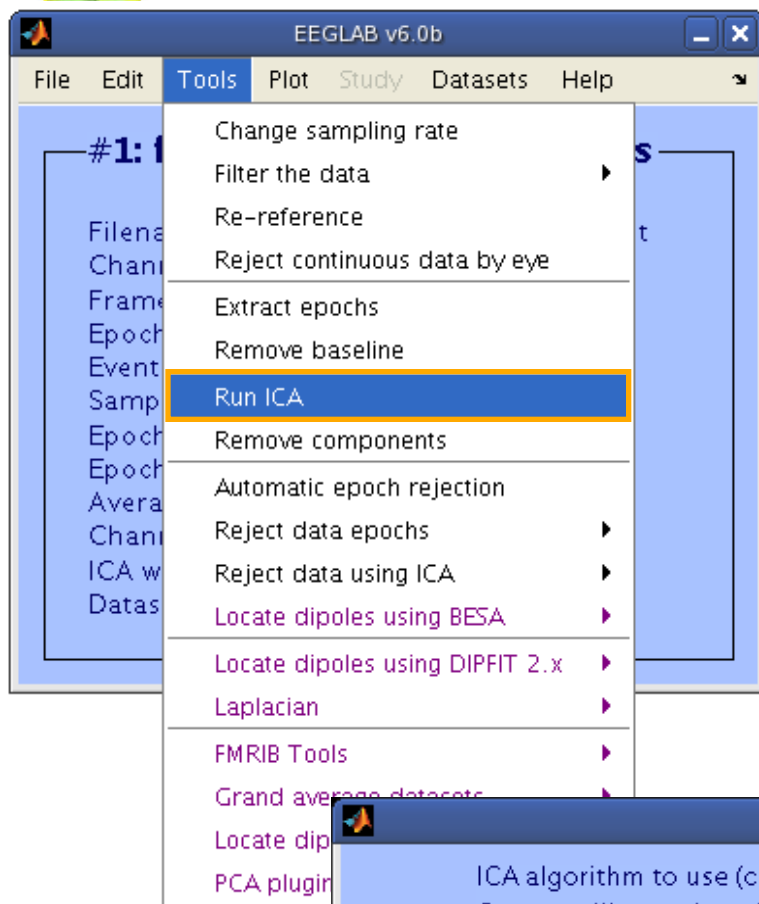 EEGLAB v6.0b
File Edit Tools Plot Study Datasets Help
#1:
Change sampling rate
Filter the data
Re-reference
Reject continuous data by eye
Extract epochs
Remove baseline
Run ICA
Remove components
Automatic epoch rejection
Reject data epochs
Reject data using ICA
Locate dipoles using BESA
Locate dipoles using DIPFIT 2.x
Laplacian
FMRIB Tools
Grand average datasets
Locate dip
PCA plugin
Filena
Chann
Frame
Epoch
Event
Samp
Epoch
Epoch
Avera
Chann
ICA w
Datas
s
t
ICA algorithm to use (c